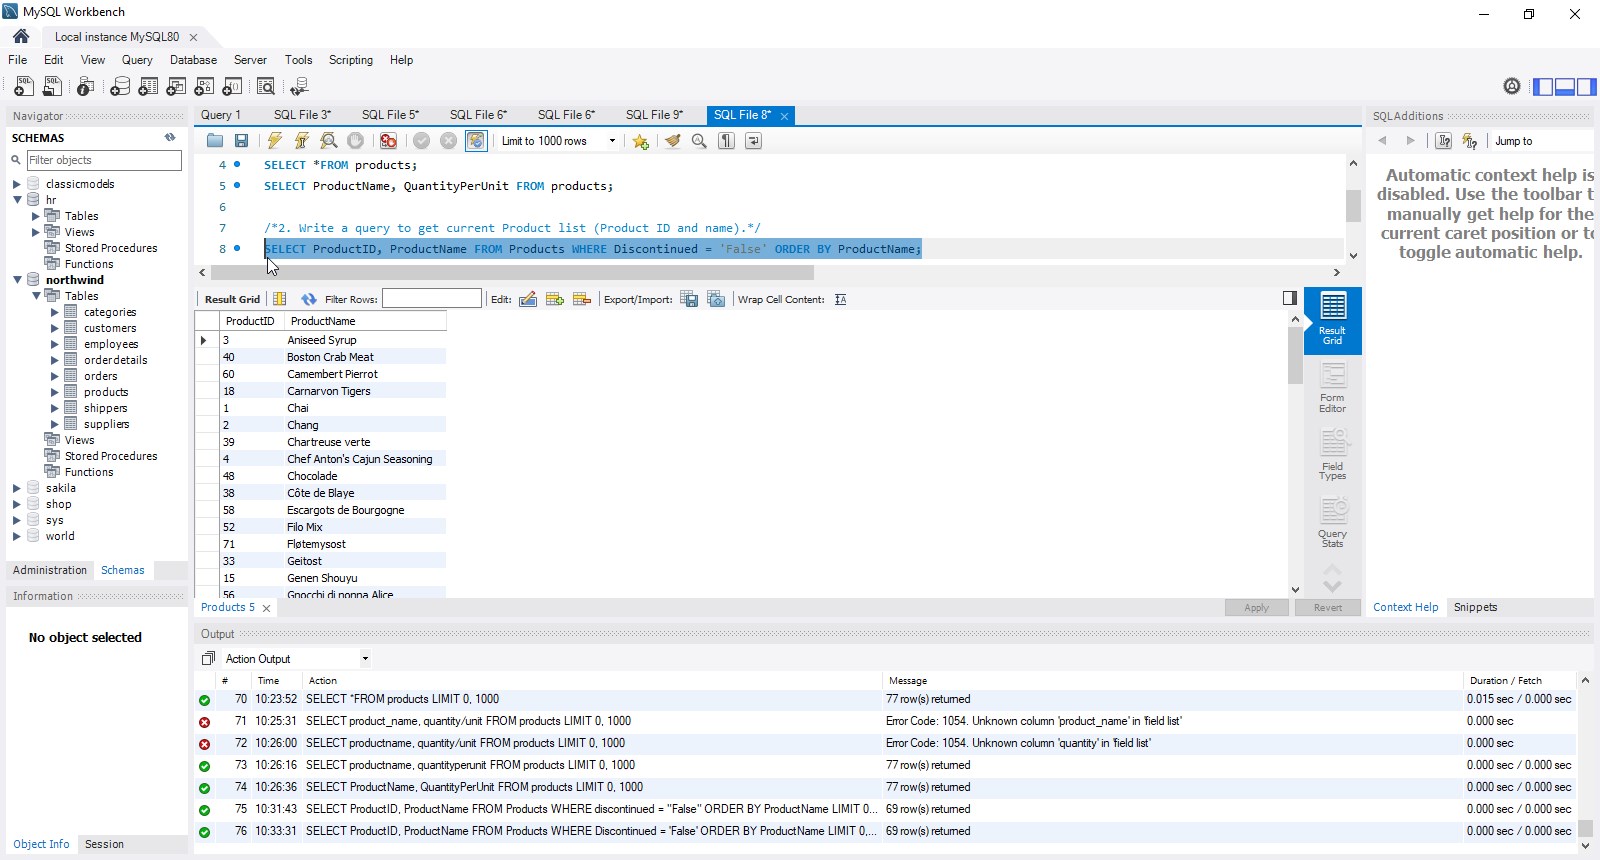 MySQL Workbench
Local instance MySQL80
File Edit View Query Database Server Tools Scripting Help
Navigator
SCHEMAS
Filter objects
classicmodels
hr
Tables
Views
Stored Procedures
Functions
northwind
Tables
categories
customers
employees
orderdetails
orders
products
shippers
suppliers
Views
Stored Procedures
Functions
sakila
shop
sys
world
Administration Schemas
Information
No object selected
Object Info Session
Query 1 SQL File 3* SQL File 5* SQL File 6* SQL File 6* SQL File 9* SQL File 8*
Limit to 1000 rows
4 SELECT *FROM products;
5 SELECT ProductName, QuantityPerUnit FROM products;
6
7 /*2. Write a query to get current Product list (Product ID and name).*/
8 SELECT ProductID, ProductName FROM Products WHERE Discontinued = 'False' ORDER BY ProductName;
Result Grid Filter Rows: Edit: Export/Import: Wrap Cell Content:
ProductID ProductName
3 Aniseed Syrup
40 Boston Crab Meat
60 Camembert Pierrot
18 Carnarvon Tigers
1 Chai
2 Chang
39 Chartreuse verte
4 Chef Anton's Cajun Seasoning
48 Chocolade
38 Côte de Blaye
58 Escargots de Bourgogne
52 Filo Mix
71 Fløtemysost
33 Geitost
15 Genen Shouyu
56 Gnocchi di nonna Alice
Result
Grid
Form
Editor
Field
Types
Query
Stats
Products 5 Apply Revert
SQLAdditions
Jump to
Automatic context help is
disabled. Use the toolbar t
manually get help for the
current caret position or to
toggle automatic help.
Context Help Snippets
Output
Action Output
# Time Action Message Duration / Fetch
70 10:23:52 SELECT *FROM products LIMIT 0, 1000 77 row(s) returned 0.015 sec / 0.000 sec
71 10:25:31 SELECT product_name, quantity/unit FROM products LIMIT 0, 1000 Error Code: 1054. Unknown column 'product_name' in 'field list' 0.000 sec
72 10:26:00 SELECT productname, quantity/unit FROM products LIMIT 0, 1000 Error Code: 1054. Unknown column 'quantity' in 'field list' 0.000 sec
73 10:26:16 SELECT productname, quantityperunit FROM products LIMIT 0, 1000 77 row(s) returned 0.000 sec / 0.000 sec
74 10:26:36 SELECT ProductName, QuantityPerUnit FROM products LIMIT 0, 1000 77 row(s) returned 0.000 sec / 0.000 sec
75 10:31:43 SELECT ProductID, ProductName FROM Products WHERE discontinued = "False" ORDER BY ProductName LIMIT 0... 69 row(s) returned 0.000 sec / 0.000 sec
76 10:33:31 SELECT ProductID, ProductName FROM Products WHERE Discontinued = 'False' ORDER BY ProductName LIMIT 0,... 69 row(s) returned 0.000 sec / 0.000 sec